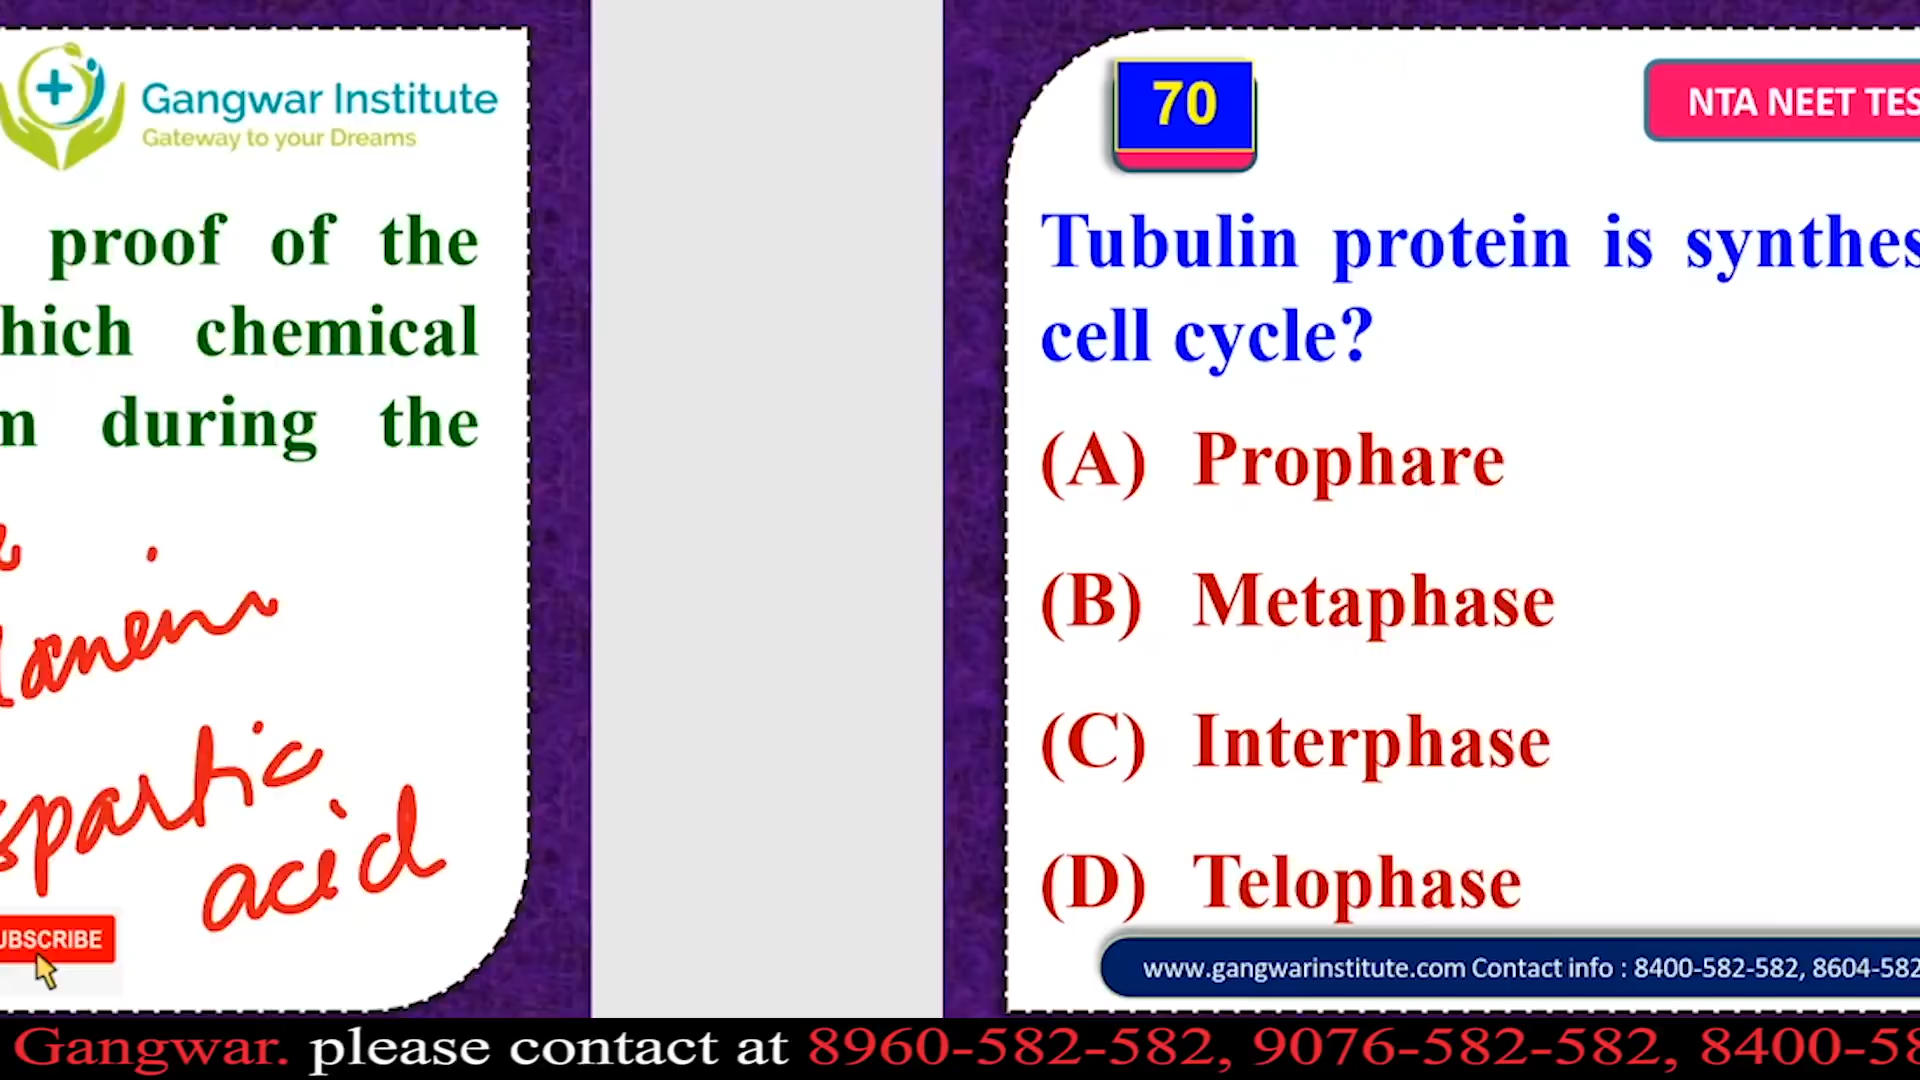 Gangwar Institute
Gateway to your Dreams
proof of the
hich chemical
m during the
spartic
acid
UBSCRIBE
70
NTA NEET TES
Tubulin protein is synthes
cell cycle?
(A) Prophare
(B) Metaphase
(C) Interphase
(D) Telophase
www.gangwarinstitute.com Contact info : 8400-582-582, 8604-582
Gangwar. please contact at 8960-582-582, 9076-582-582, 8400-58